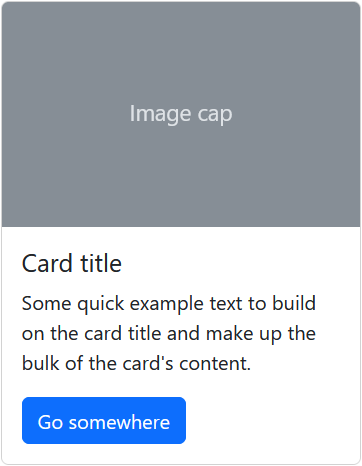 Image cap
Card title
Some quick example text to build
on the card title and make up the
bulk of the card's content.
Go somewhere